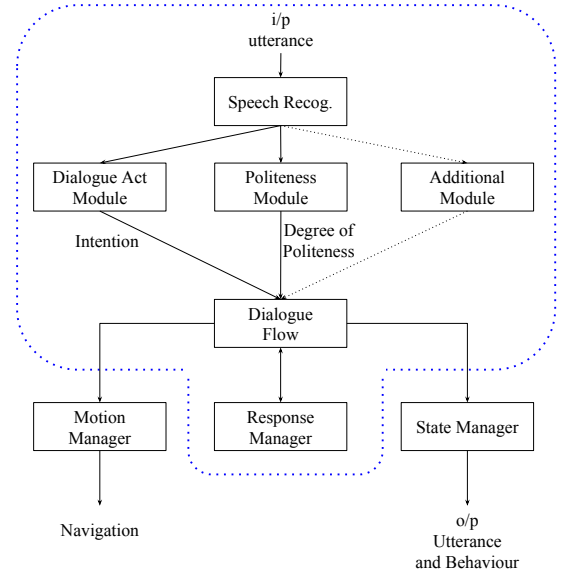 i/p
utterance
Speech Recog.
Dialogue Act
Module
Politeness
Module
Additional
Module
Intention
Degree of
Politeness
Dialogue
Flow
Motion
Manager
Response
Manager
State Manager
Navigation
o/p
Utterance
and Behaviour